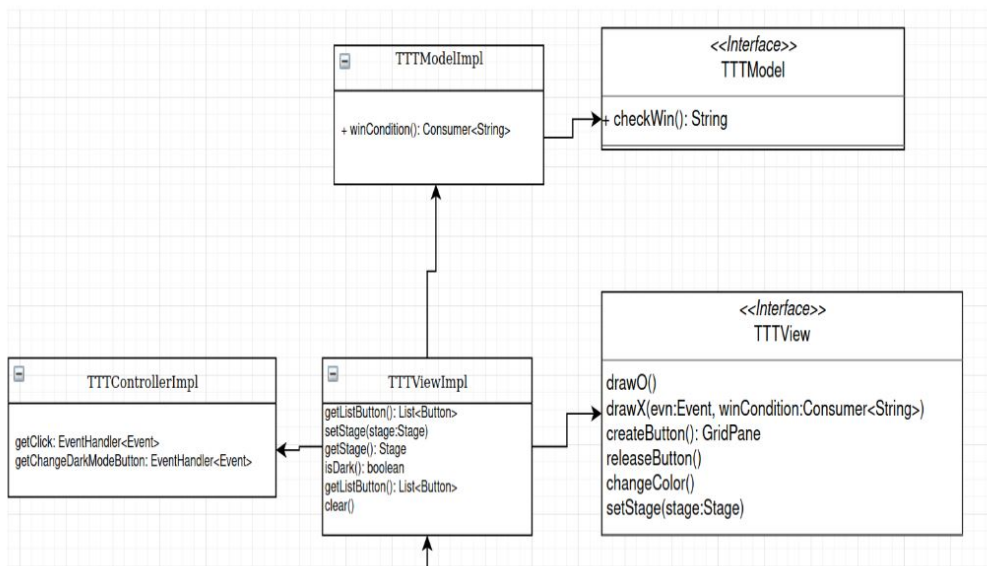 TTTModelImpl
+ winCondition(): Consumer<String>
<<Interface>>
TTTModel
+ checkWin(): String
TTTControllerImpl
getClick: EventHandler<Event>
getChangeDarkModeButton: EventHandler<Event>
TTTViewImpl
getListButton(): List<Button>
setStage(stage:Stage)
getStage(): Stage
isDark(): boolean
getListButton(): List<Button>
clear()
<<Interface>>
TTTView
drawO()
drawX(evn:Event, winCondition:Consumer<String>)
createButton(): GridPane
releaseButton()
changeColor()
setStage(stage:Stage)